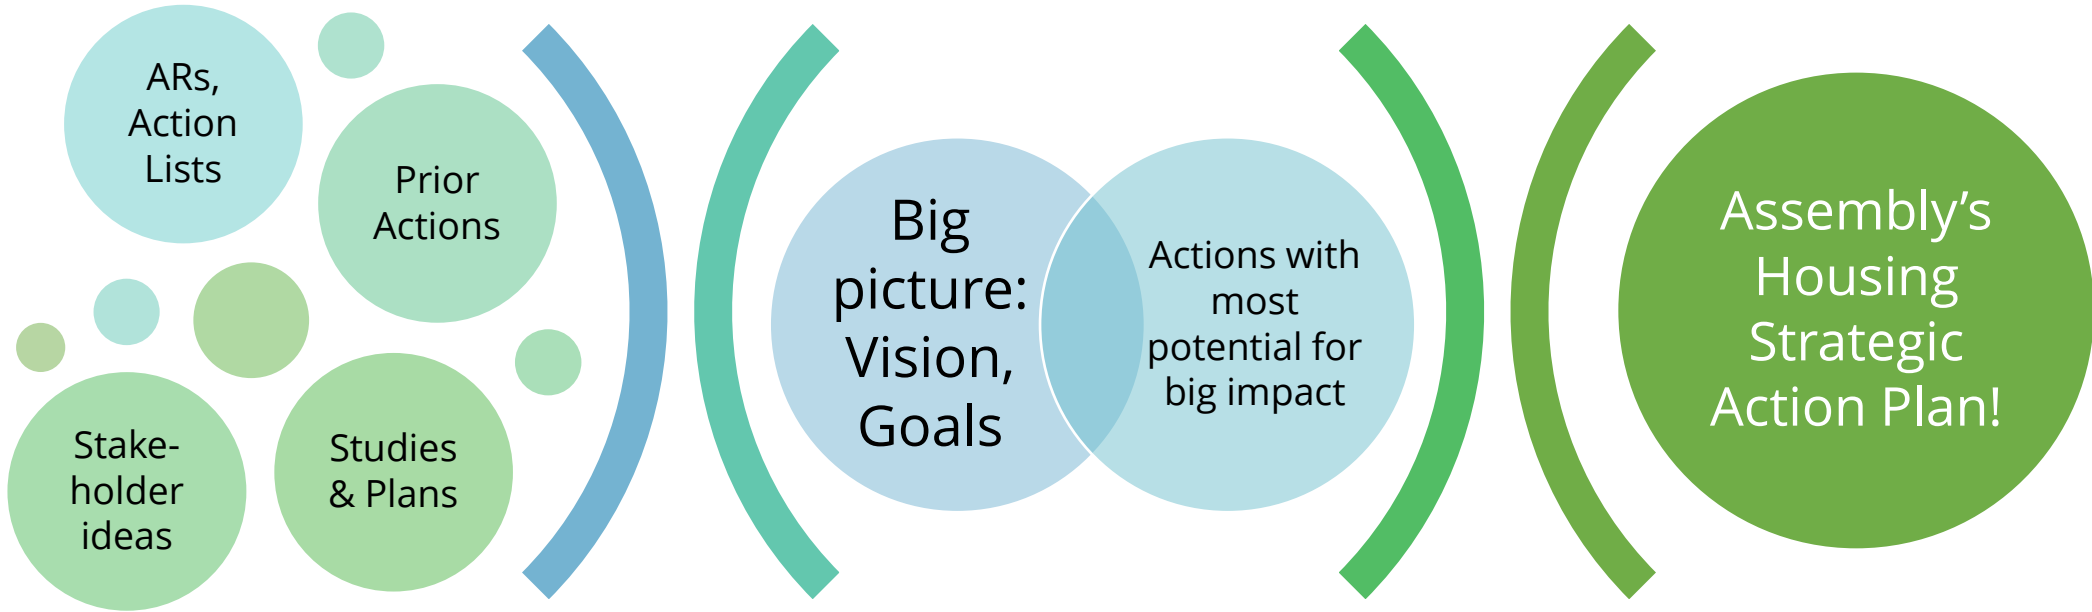 ARs,
Action
Lists
Prior
Actions
Stake-
holder
ideas
Studies
& Plans
Big
picture:
Vision,
Goals
Actions with
most
potential for
big impact
Assembly’s
Housing
Strategic
Action Plan!